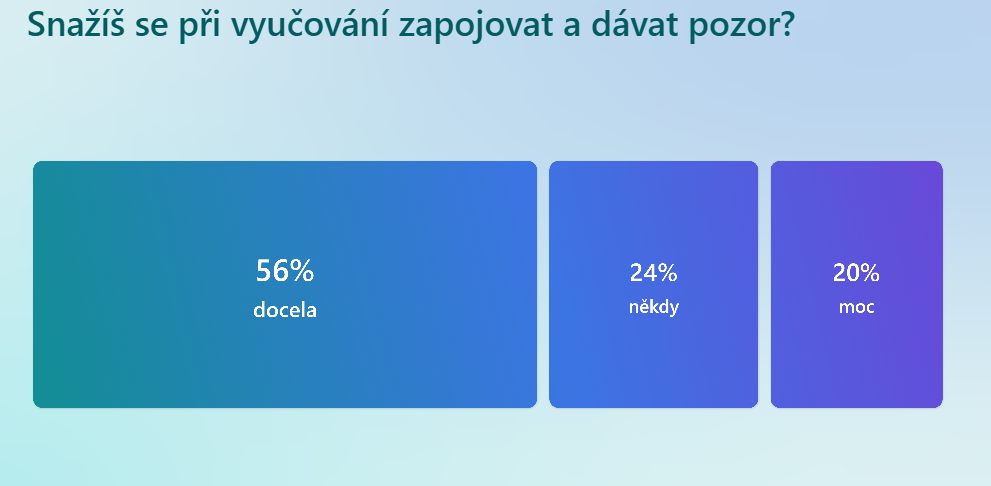 Snažíš se při vyučování zapojovat a dávat pozor?
56%
docela
24%
někdy
20%
moc